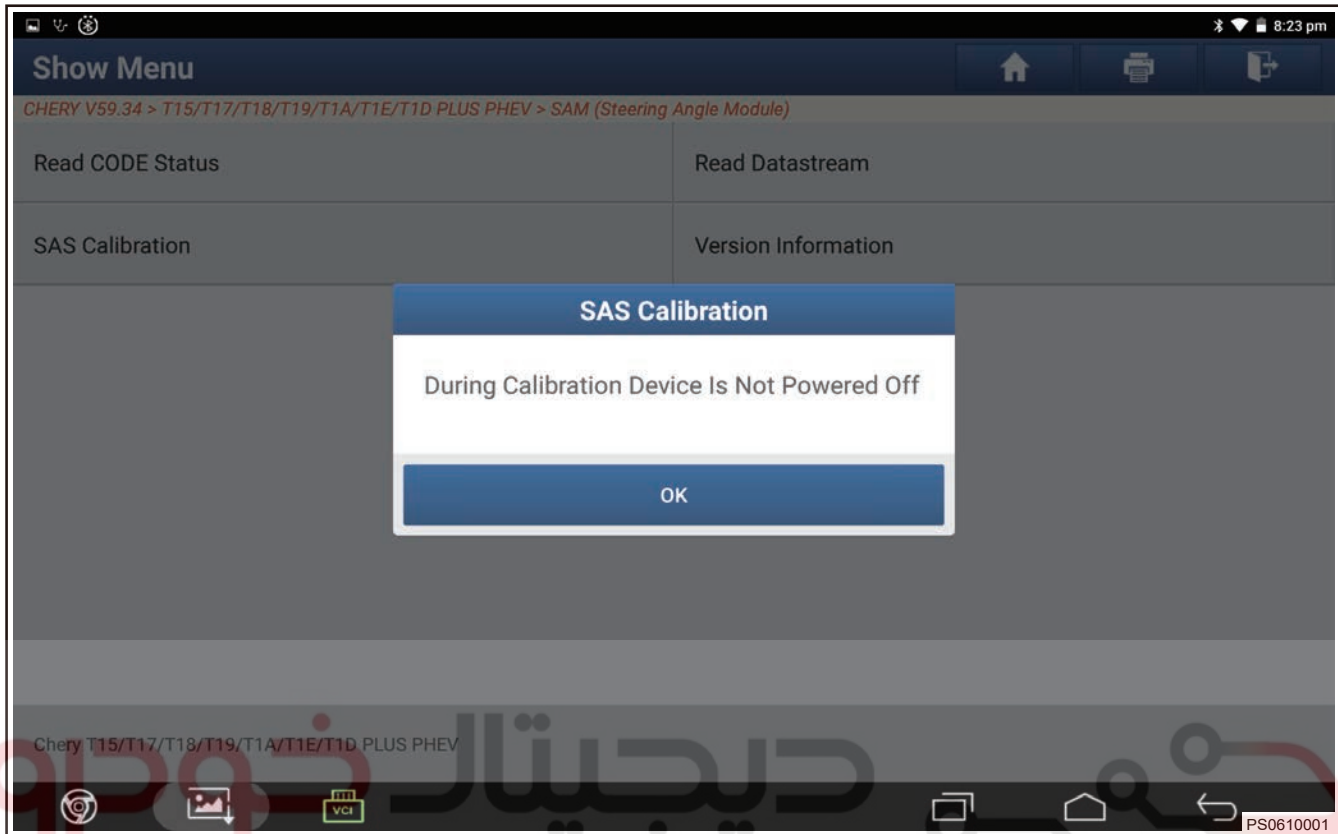 8:23 pm
Show Menu
CHERY V59.34 > T15/T17/T18/T19/T1A/T1E/T1D PLUS PHEV > SAM (Steering Angle Module)
Read CODE Status
Read Datastream
SAS Calibration
Version Information
SAS Calibration
During Calibration Device Is Not Powered Off
OK
Chery T15/T17/T18/T19/T1A/T1E/T1D PLUS PHEV
دیجیتال خودرو
VCI
PS0610001